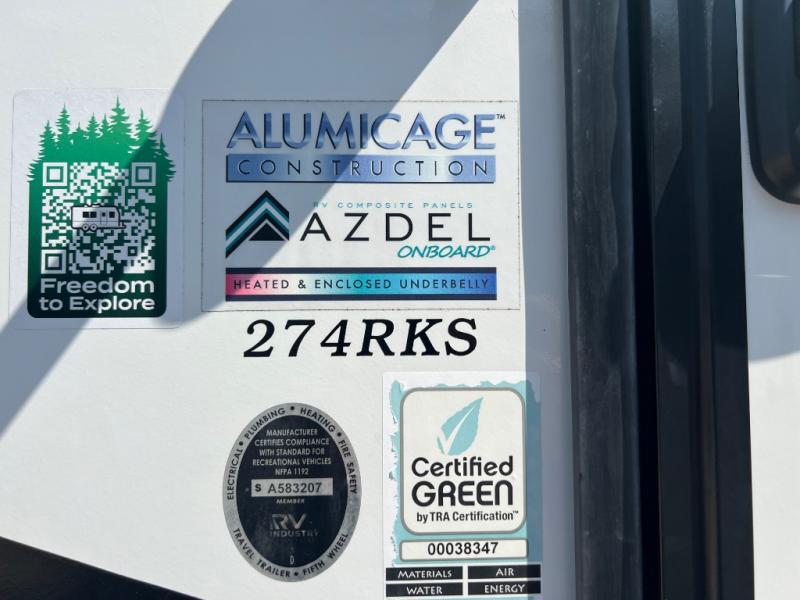 Freedom
to Explore
ALUMICAGE™
CONSTRUCTION
RV COMPOSITE PANELS
AZDEL
ONBOARD®
HEATED & ENCLOSED UNDERBELLY
274RKS
ELECTRICAL • PLUMBING • HEATING • FIRE SAFETY
MANUFACTURER
CERTIFIES COMPLIANCE
WITH STANDARD FOR
RECREATIONAL VEHICLES
NFPA 1192
S A583207
MEMBER
RV
INDUSTRY
D
TRAVEL TRAILER • FIFTH WHEEL
Certified
GREEN
by TRA Certification™
00038347
MATERIALS AIR
WATER ENERGY